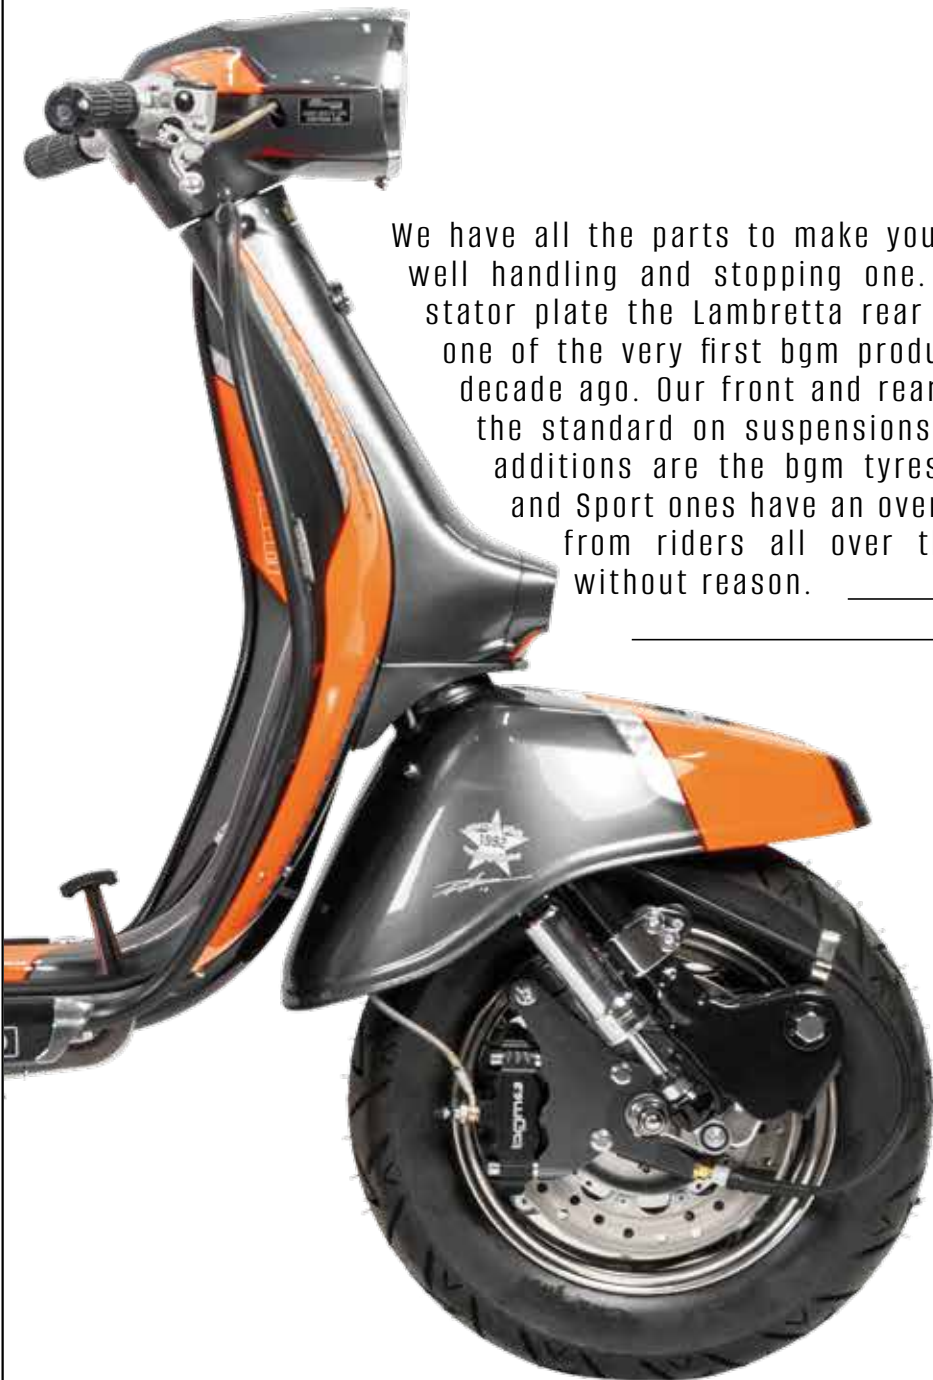 We have all the parts to make you
well handling and stopping one.
stator plate the Lambretta rear
one of the very first bgm produ
decade ago. Our front and rear
the standard on suspensions
additions are the bgm tyres
and Sport ones have an over
from riders all over t
without reason.
bgm